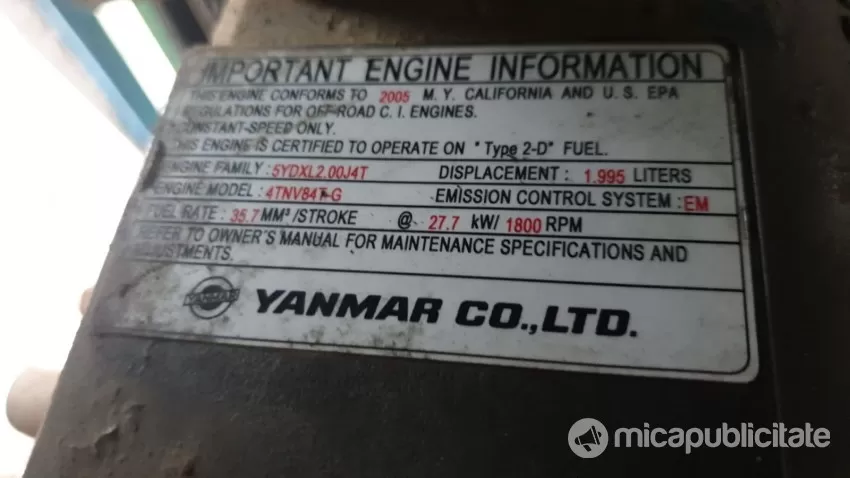 IMPORTANT ENGINE INFORMATION
THIS ENGINE CONFORMS TO 2005 M. Y. CALIFORNIA AND U. S. EPA
REGULATIONS FOR OFF-ROAD C. I. ENGINES.
CONSTANT-SPEED ONLY.
THIS ENGINE IS CERTIFIED TO OPERATE ON " Type 2-D" FUEL.
ENGINE FAMILY : 5YDXL2.00J4T DISPLACEMENT : 1.995 LITERS
ENGINE MODEL : 4TNV84T-G EMISSION CONTROL SYSTEM : EM
FUEL RATE : 35.7 MM³/STROKE @ 27.7 kW/ 1800 RPM
REFER TO OWNER'S MANUAL FOR MAINTENANCE SPECIFICATIONS AND
ADJUSTMENTS.
YANMAR YANMAR CO.,LTD.
micapublicitate